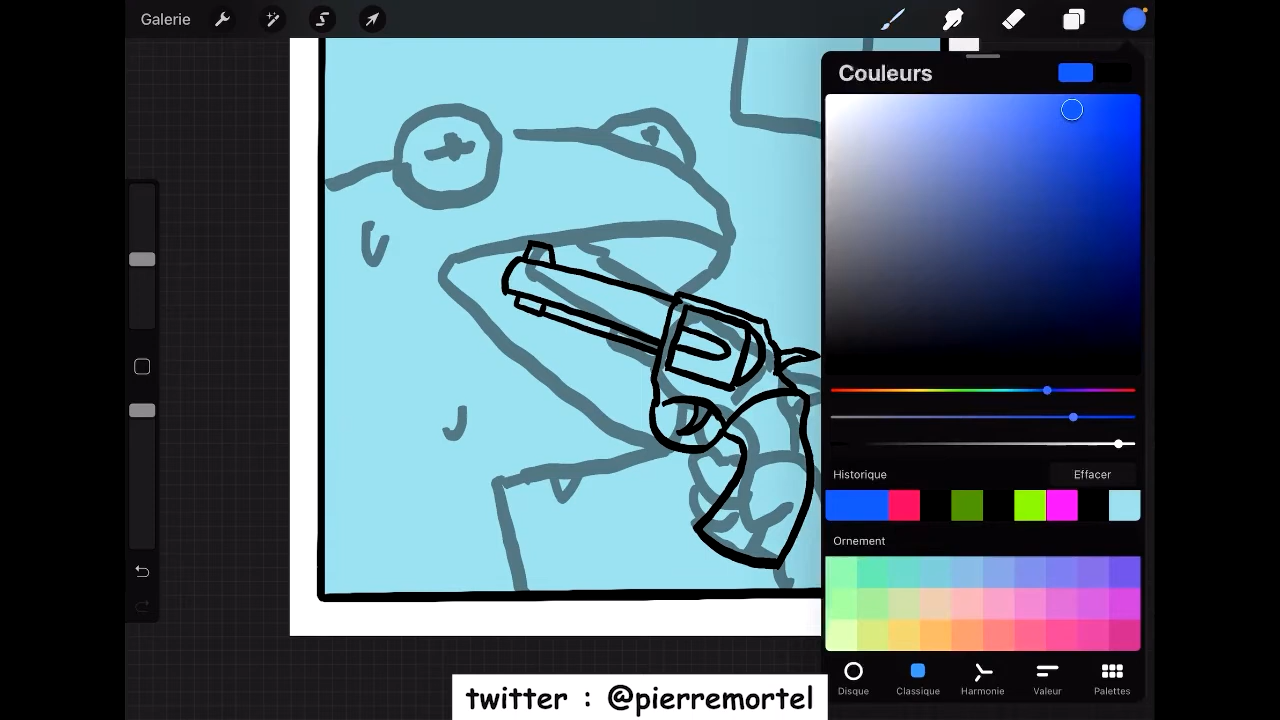 Galerie
Couleurs
Historique
Effacer
Ornement
Disque
Classique
Harmonie
Valeur
Palettes
twitter : @pierremortel